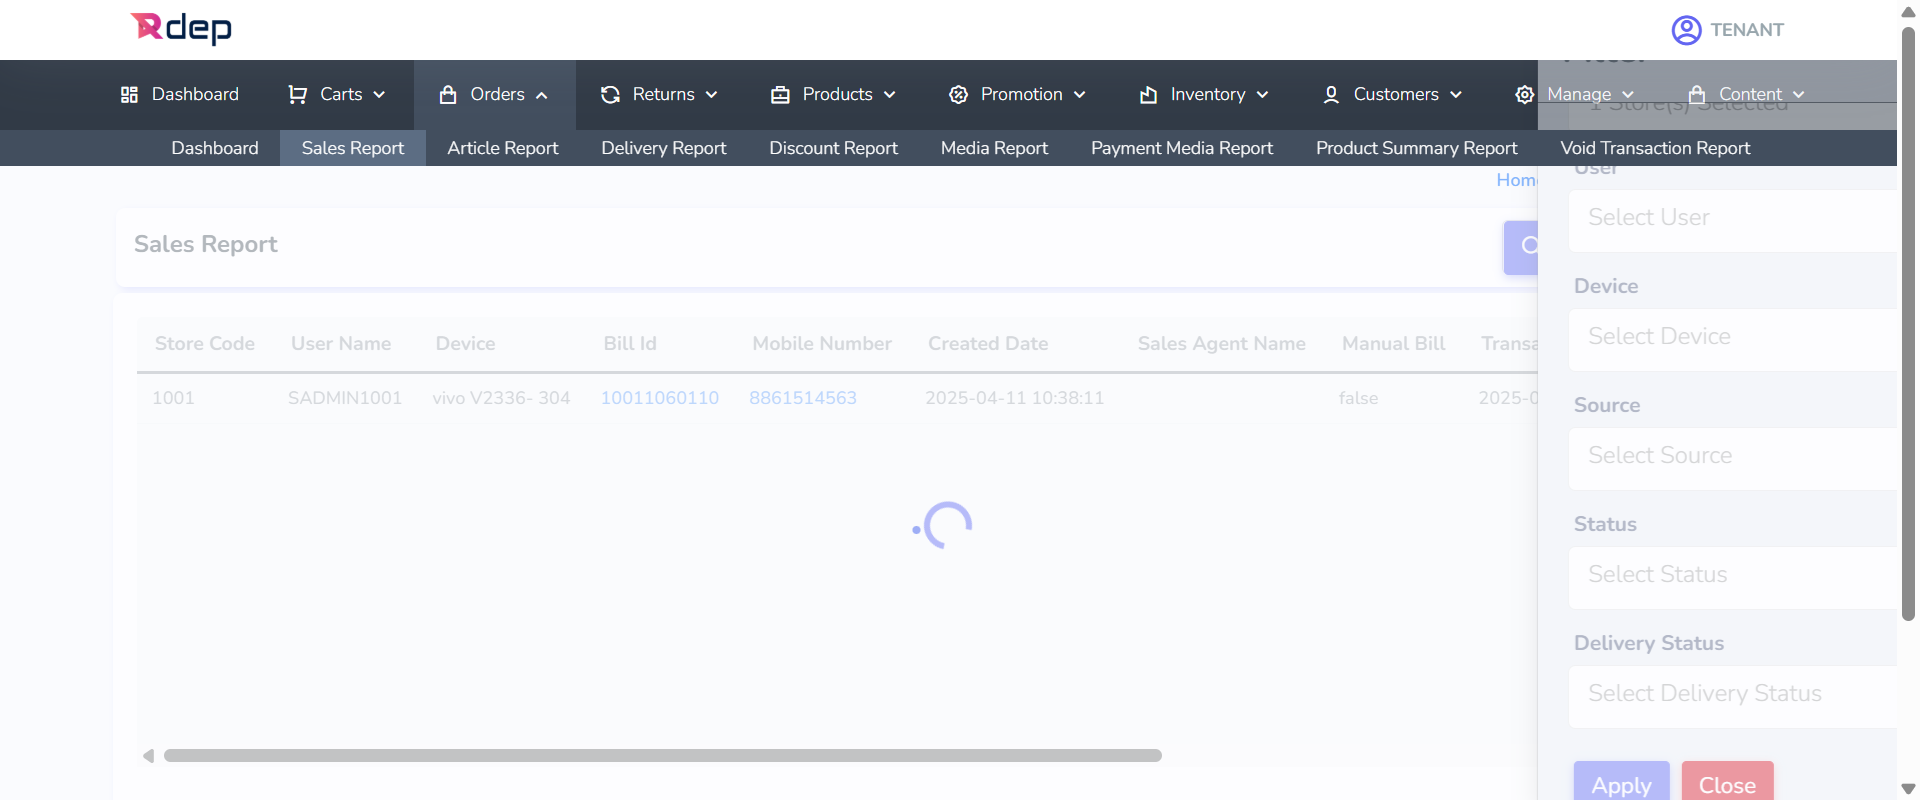 Rdep
TENANT
Dashboard Carts Orders Returns Products Promotion Inventory Customers Manage Content
1 Store(s) Selected
Dashboard Sales Report Article Report Delivery Report Discount Report Media Report Payment Media Report Product Summary Report Void Transaction Report
User
Home
Select User
Sales Report
Device
Select Device
Store Code User Name Device Bill Id Mobile Number Created Date Sales Agent Name Manual Bill Transa
1001 SADMIN1001 vivo V2336- 304 10011060110 8861514563 2025-04-11 10:38:11 false 2025-0
Source
Select Source
Status
Select Status
Delivery Status
Select Delivery Status
Apply Close